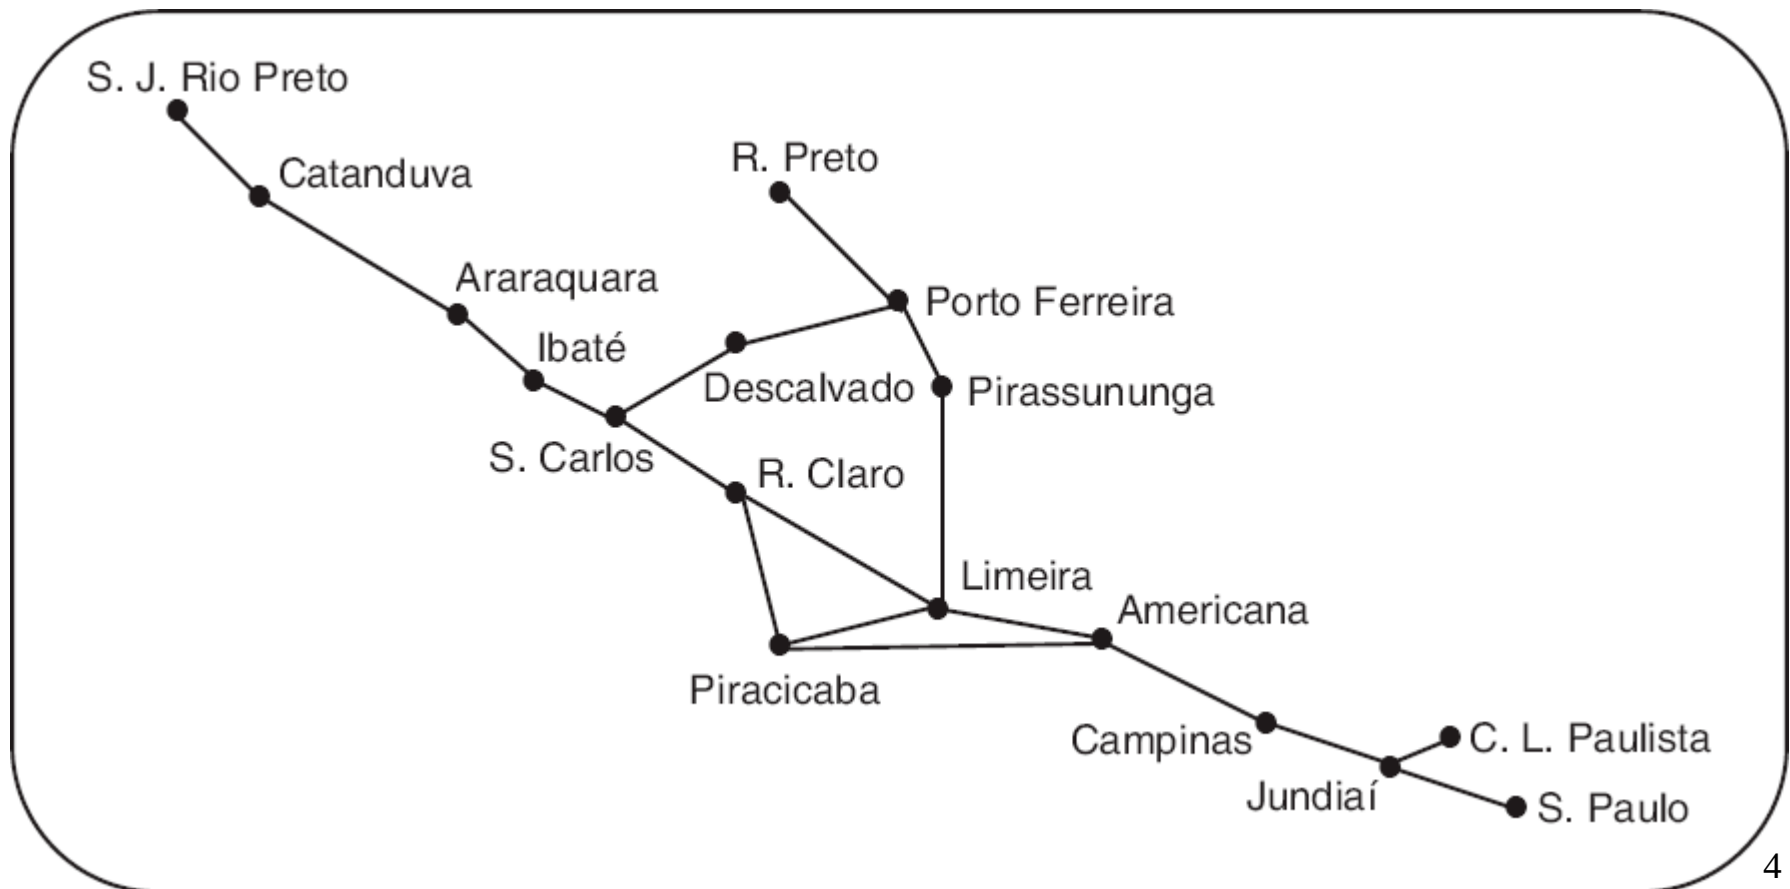 S. J. Rio Preto
R. Preto
Catanduva
Araraquara
Porto Ferreira
Ibaté
Descalvado
Pirassununga
S. Carlos
R. Claro
Limeira
Americana
Piracicaba
Campinas
C. L. Paulista
Jundiaí
S. Paulo
4